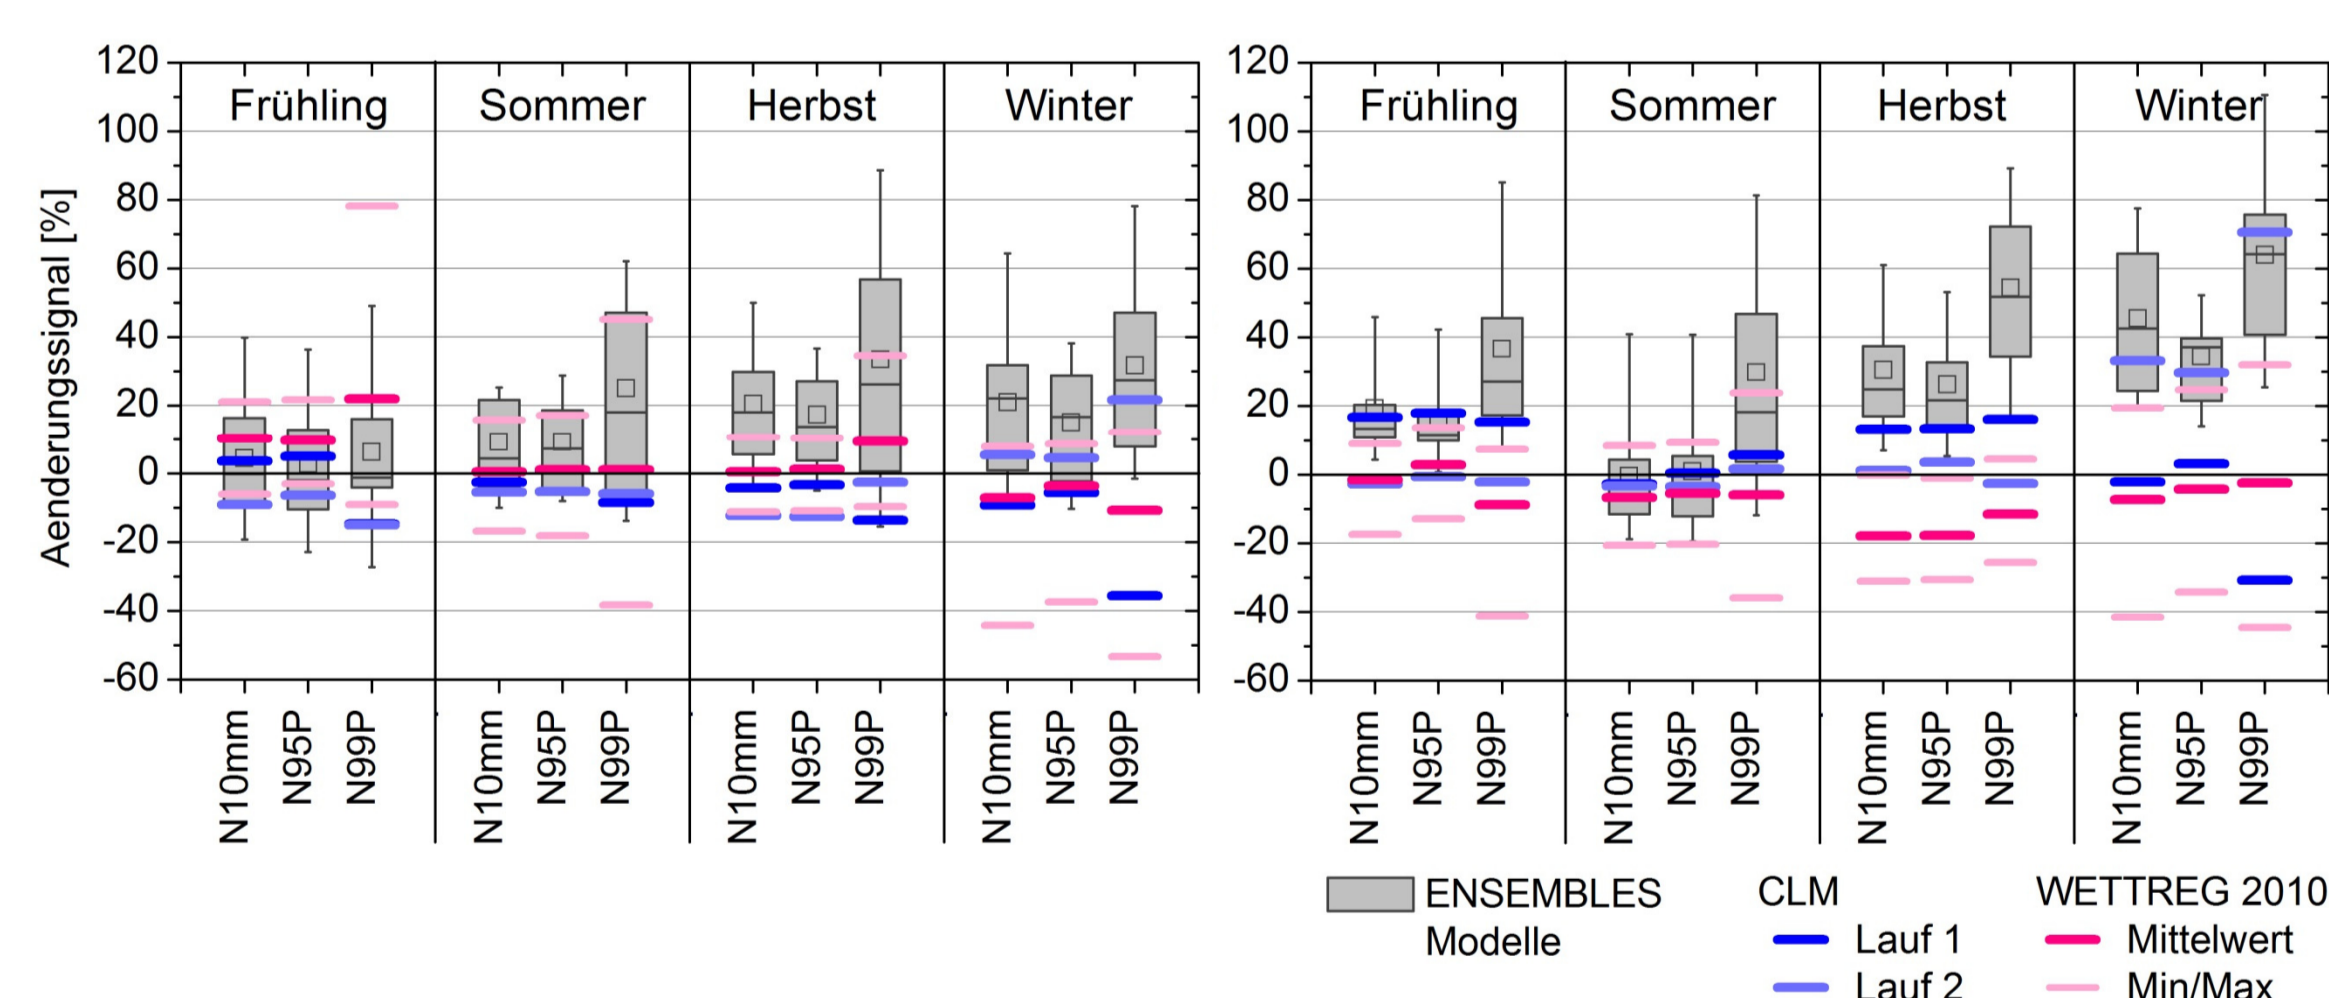 Aenderungssignal [%]
120
100
80
60
40
20
0
-20
-40
-60
Frühling
Sommer
Herbst
Winter
N10mm
N95P
N99P
N10mm
N95P
N99P
N10mm
N95P
N99P
N10mm
N95P
N99P
120
100
80
60
40
20
0
-20
-40
-60
Frühling
Sommer
Herbst
Winter
N10mm
N95P
N99P
N10mm
N95P
N99P
N10mm
N95P
N99P
N10mm
N95P
N99P
ENSEMBLES
Modelle
CLM
Lauf 1
Lauf 2
WETTREG 2010
Mittelwert
Min/Max